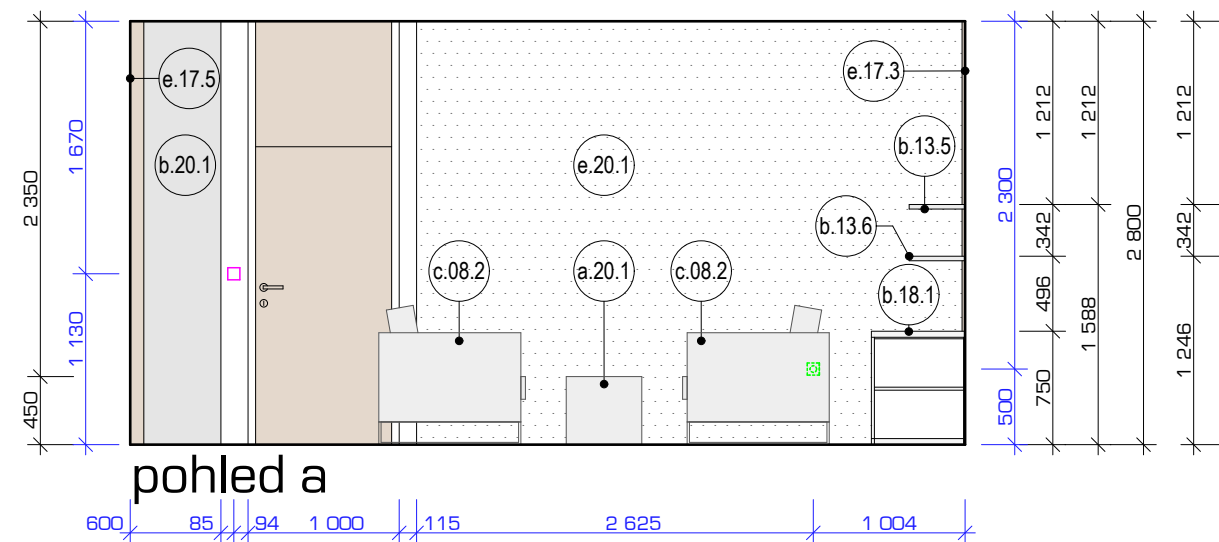 e.17.5
e.17.3
b.13.5
b.20.1
e.20.1
b.13.6
c.08.2
a.20.1
c.08.2
b.18.1
2 350
450
1 670
1 130
2 300
500
1 212
342
496
750
1 212
1 588
2 800
1 212
342
1 246
pohled a
600
85
94
1 000
115
2 625
1 004